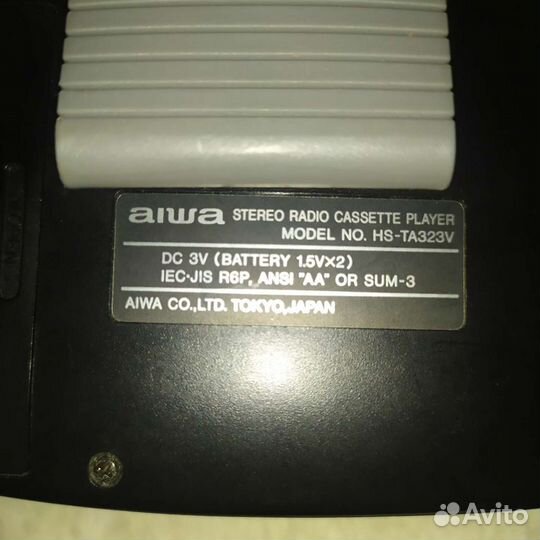 aiwa STEREO RADIO CASSETTE PLAYER
MODEL NO. HS-TA323V
DC 3V (BATTERY 1.5V×2)
IEC·JIS R6P, ANSI "AA" OR SUM-3
AIWA CO.,LTD. TOKYO,JAPAN
Avito